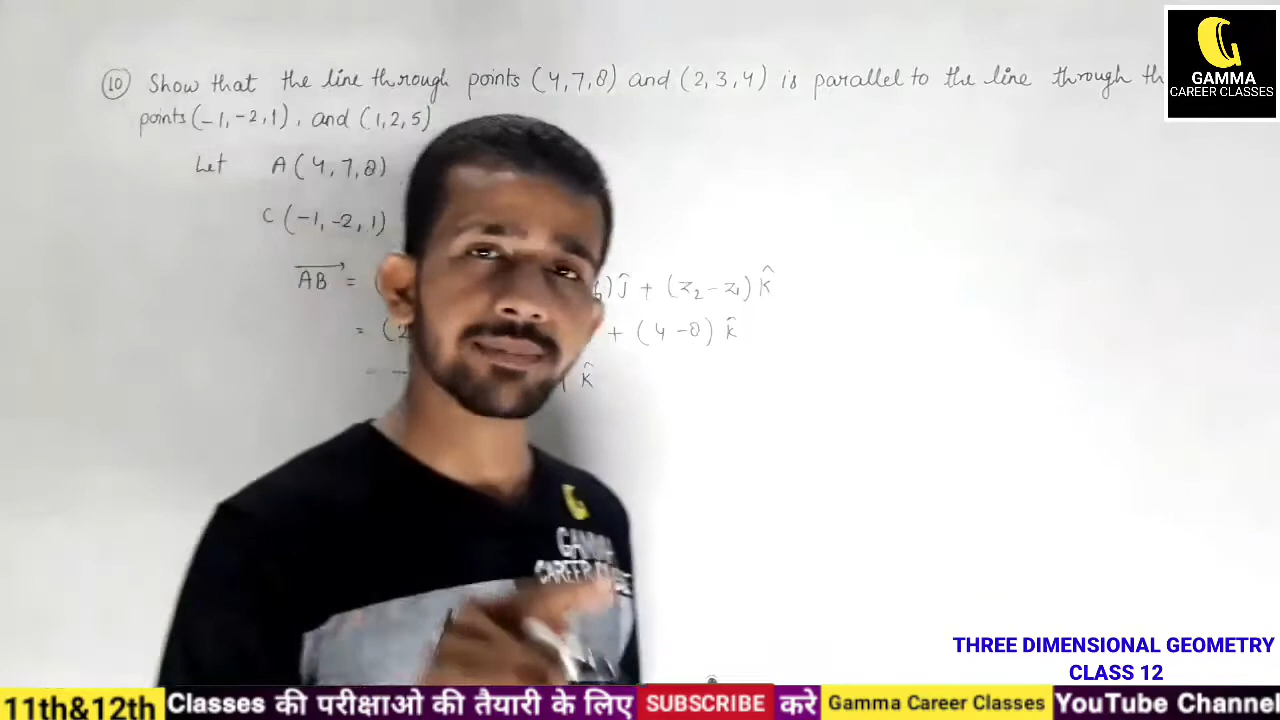 GAMMA
CAREER CLASSES
(10) Show that the line through points (4,7,8) and (2,3,4) is parallel to the line through
points (-1,-2,1), and (1,2,5)
Let A(4,7,8)
C(-1,-2,1)
AB = ( )ĵ + (z₂ - z₁) k̂
= (2 + (4-8) k̂
k̂
GAMMA
CAREER
THREE DIMENSIONAL GEOMETRY
CLASS 12
11th&12th Classes की परीक्षाओ की तैयारी के लिए SUBSCRIBE करे Gamma Career Classes YouTube Channel